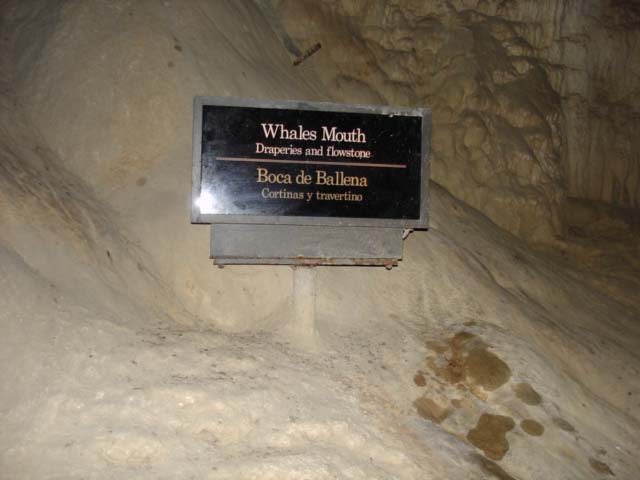 Whales Mouth
Draperies and flowstone
Boca de Ballena
Cortinas y travertino